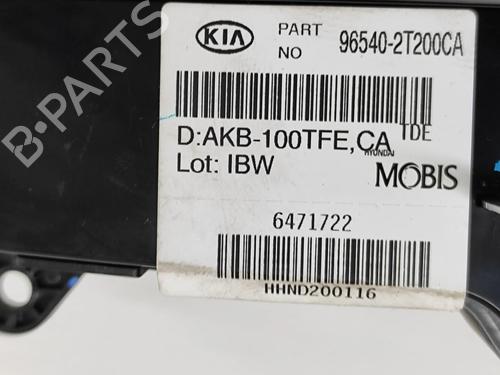 KIA PART NO 96540-2T200CA
TDE
D:AKB-100TFE,CA
HYUNDAI
Lot: IBW MOBIS
6471722
HHND200116
B-Parts